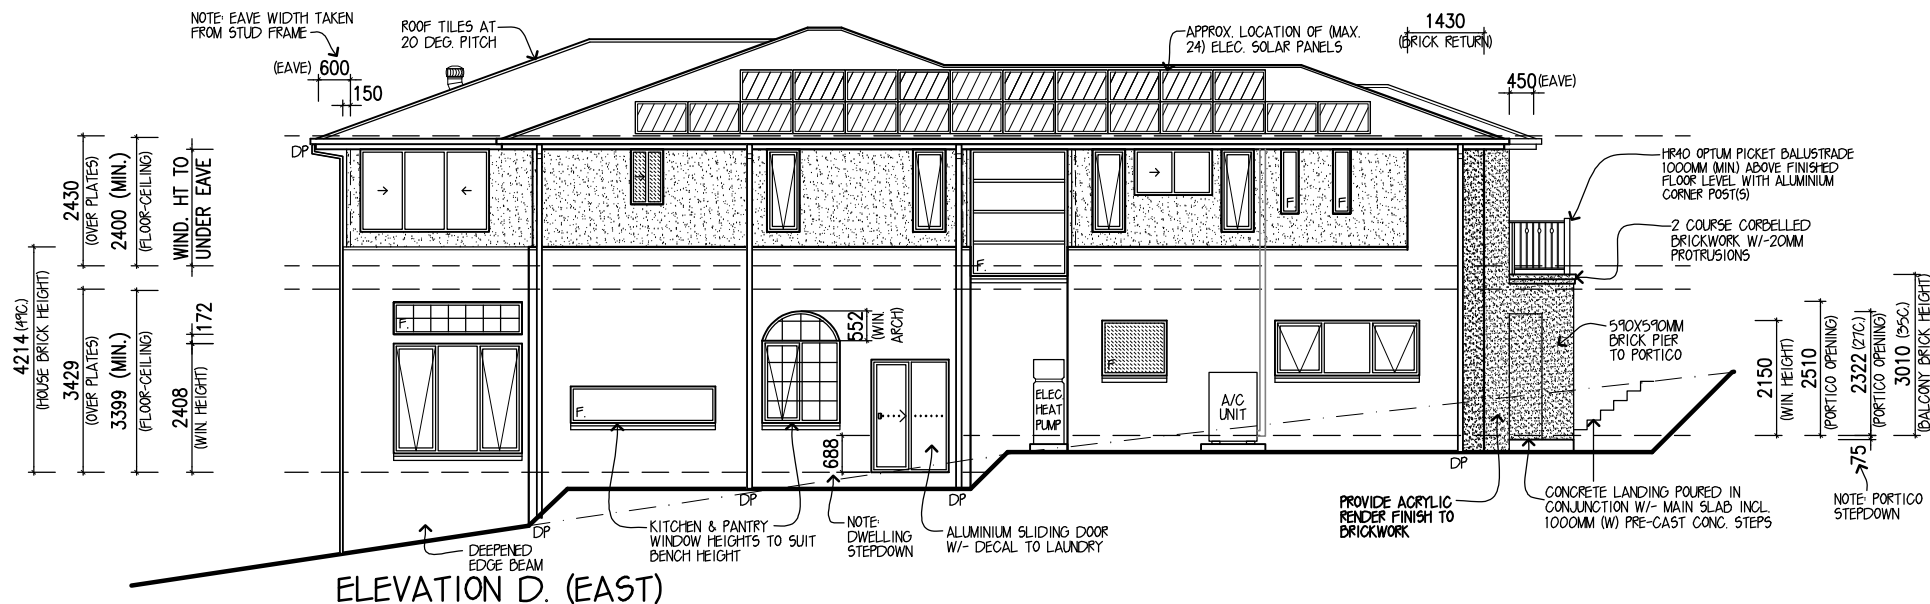 NOTE: EAVE WIDTH TAKEN
FROM STUD FRAME
(EAVE) 600
150
ROOF TILES AT
20 DEG. PITCH
APPROX. LOCATION OF (MAX.
24) ELEC. SOLAR PANELS
1430
(BRICK RETURN)
450 (EAVE)
DP
2430
(OVER PLATES)
2400 (MIN.)
(FLOOR-CEILING)
WIND. HT TO
UNDER EAVE
4214 (49C.)
(HOUSE BRICK HEIGHT)
3429
(OVER PLATES)
3399 (MIN.)
(FLOOR-CEILING)
172
2408
(WIN. HEIGHT)
F.
F.
F.
F
F
F.
552
(WIN.
ARCH)
688
ELEC.
HEAT
PUMP
A/C
UNIT
HR40 OPTUM PICKET BALUSTRADE
1000MM (MIN.) ABOVE FINISHED
FLOOR LEVEL WITH ALUMINIUM
CORNER POST(S)
2 COURSE CORBELLED
BRICKWORK W/-20MM
PROTRUSIONS
590X590MM
BRICK PIER
TO PORTICO
2150
(WIN. HEIGHT)
2510
(PORTICO OPENING)
2322 (27C.)
(PORTICO OPENING)
3010 (35C.)
(BALCONY BRICK HEIGHT)
75
NOTE: PORTICO
STEPDOWN
DP
DP
DP
DP
DEEPENED
EDGE BEAM
KITCHEN & PANTRY
WINDOW HEIGHTS TO SUIT
BENCH HEIGHT
NOTE:
DWELLING
STEPDOWN
ALUMINIUM SLIDING DOOR
W/- DECAL TO LAUNDRY
PROVIDE ACRYLIC
RENDER FINISH TO
BRICKWORK
CONCRETE LANDING POURED IN
CONJUNCTION W/- MAIN SLAB INCL.
1000MM (W) PRE-CAST CONC. STEPS
ELEVATION D. (EAST)